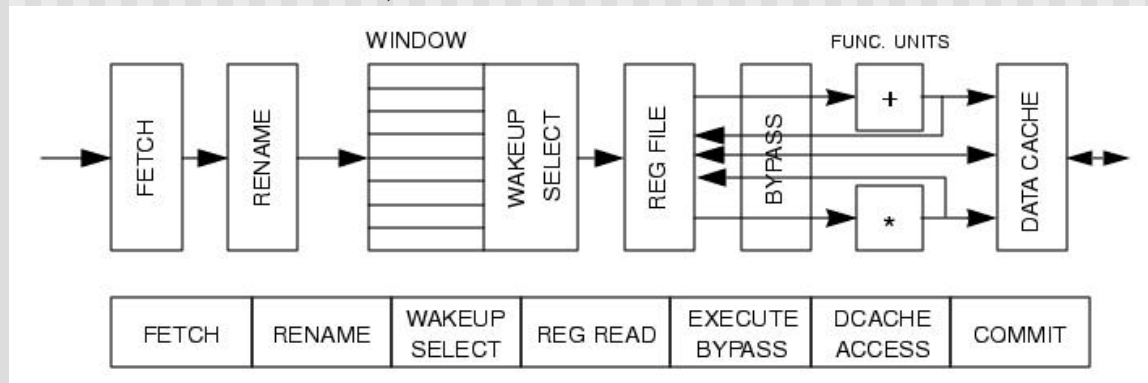 WINDOW
FUNC. UNITS
FETCH
RENAME
WAKEUP
SELECT
REG FILE
BYPASS
+
*
DATA CACHE
FETCH
RENAME
WAKEUP
SELECT
REG READ
EXECUTE
BYPASS
DCACHE
ACCESS
COMMIT